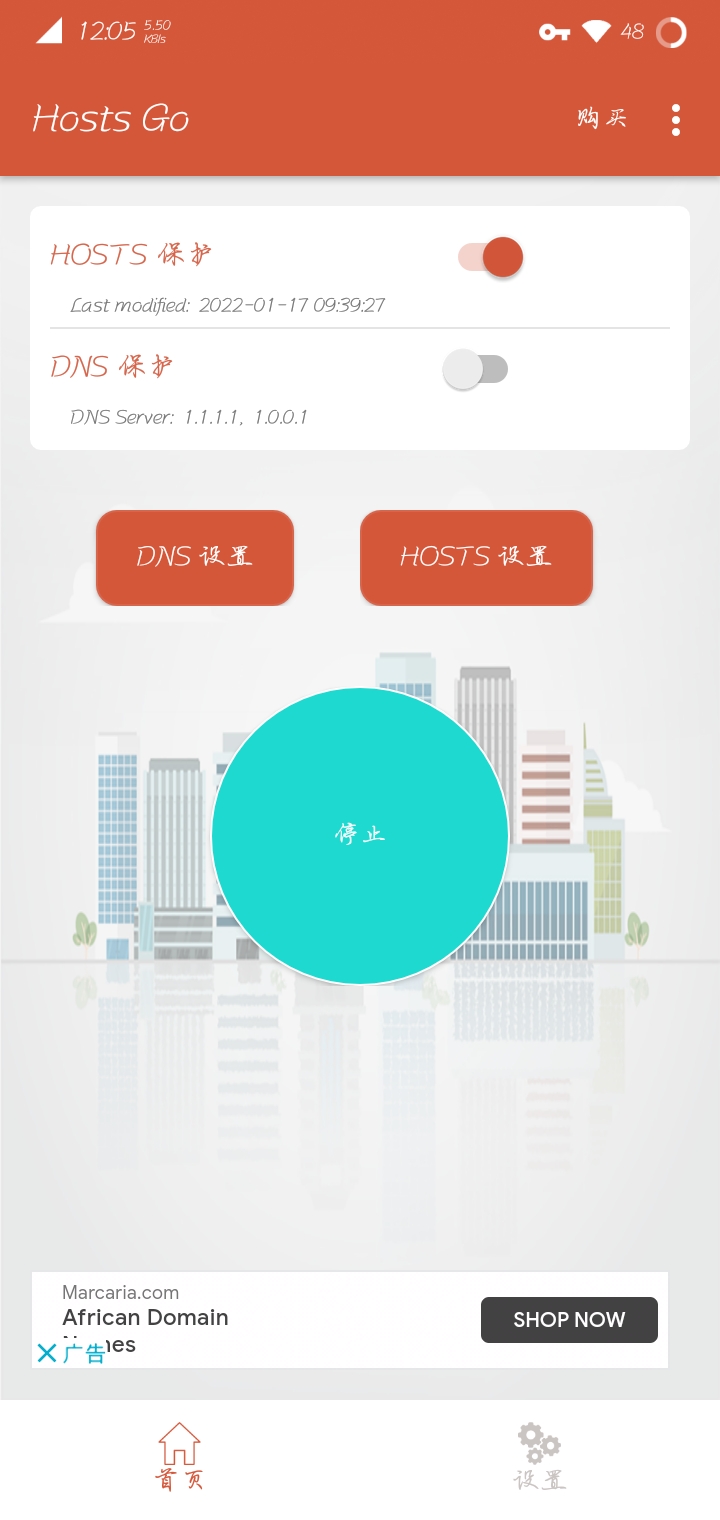 12:05 5.50 KB/s 48
Hosts Go 购买
HOSTS 保护
Last modified: 2022-01-17 09:39:27
DNS 保护
DNS Server: 1.1.1.1, 1.0.0.1
DNS 设置 HOSTS 设置
停止
Marcaria.com
African Domain
SHOP NOW
广告
首页 设置